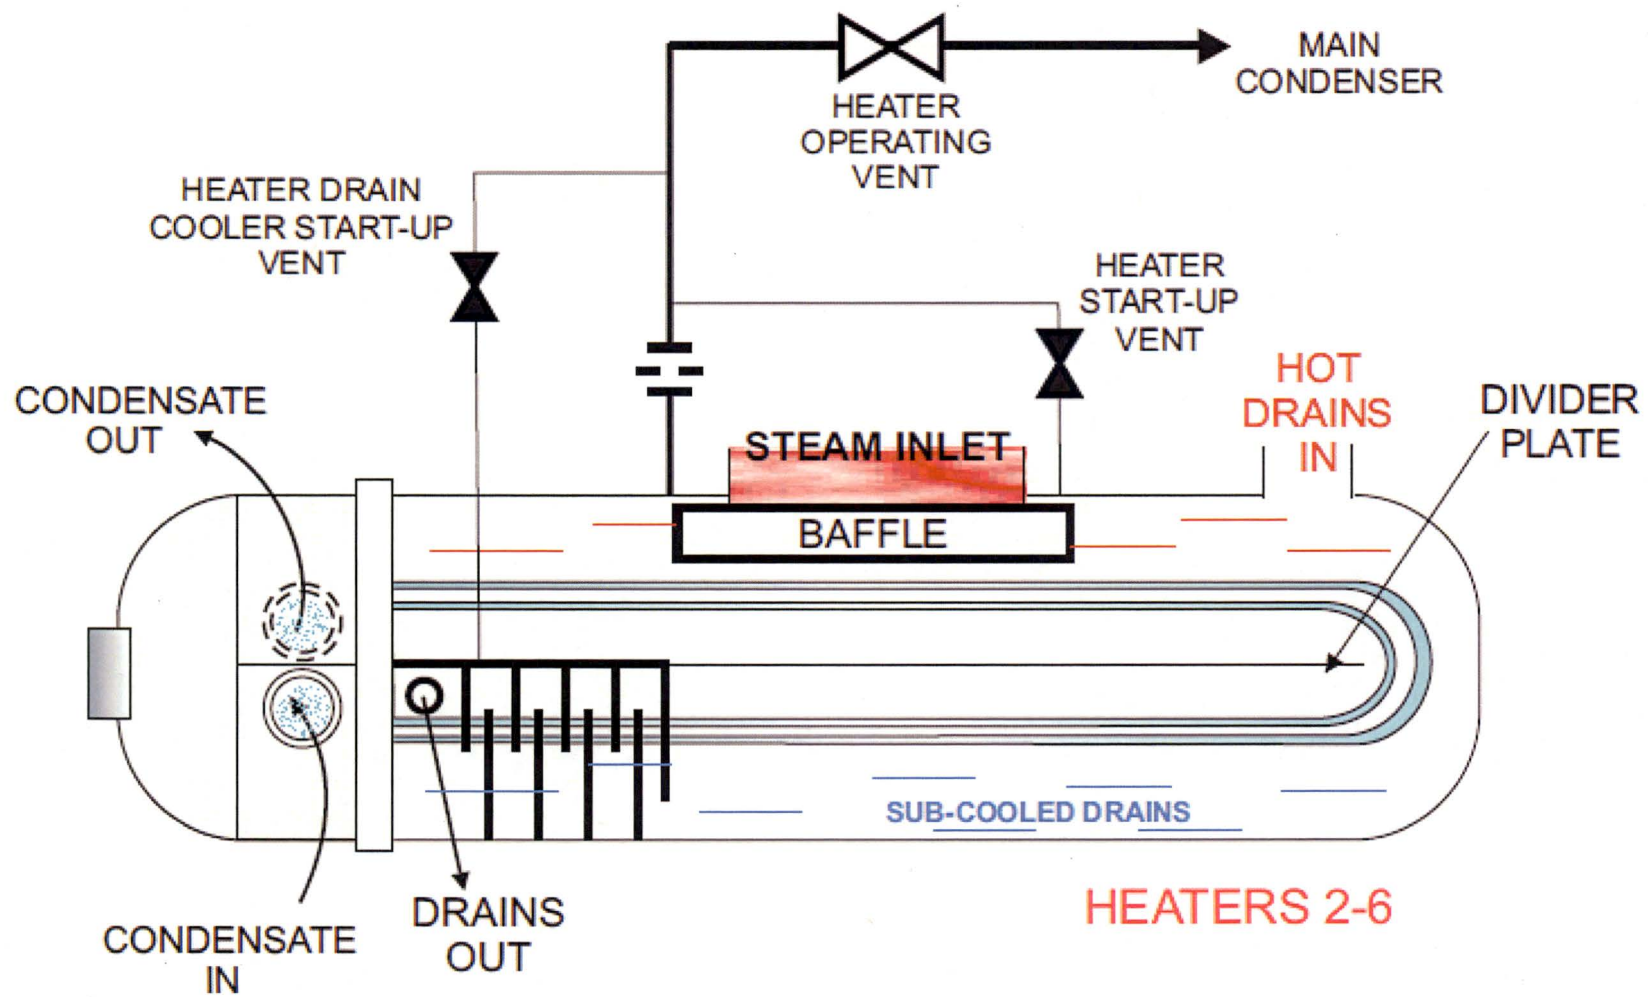 MAIN
CONDENSER
HEATER
OPERATING
VENT
HEATER DRAIN
COOLER START-UP
VENT
HEATER
START-UP
VENT
HOT
DRAINS
IN
DIVIDER
PLATE
CONDENSATE
OUT
STEAM INLET
BAFFLE
SUB-COOLED DRAINS
HEATERS 2-6
DRAINS
OUT
CONDENSATE
IN